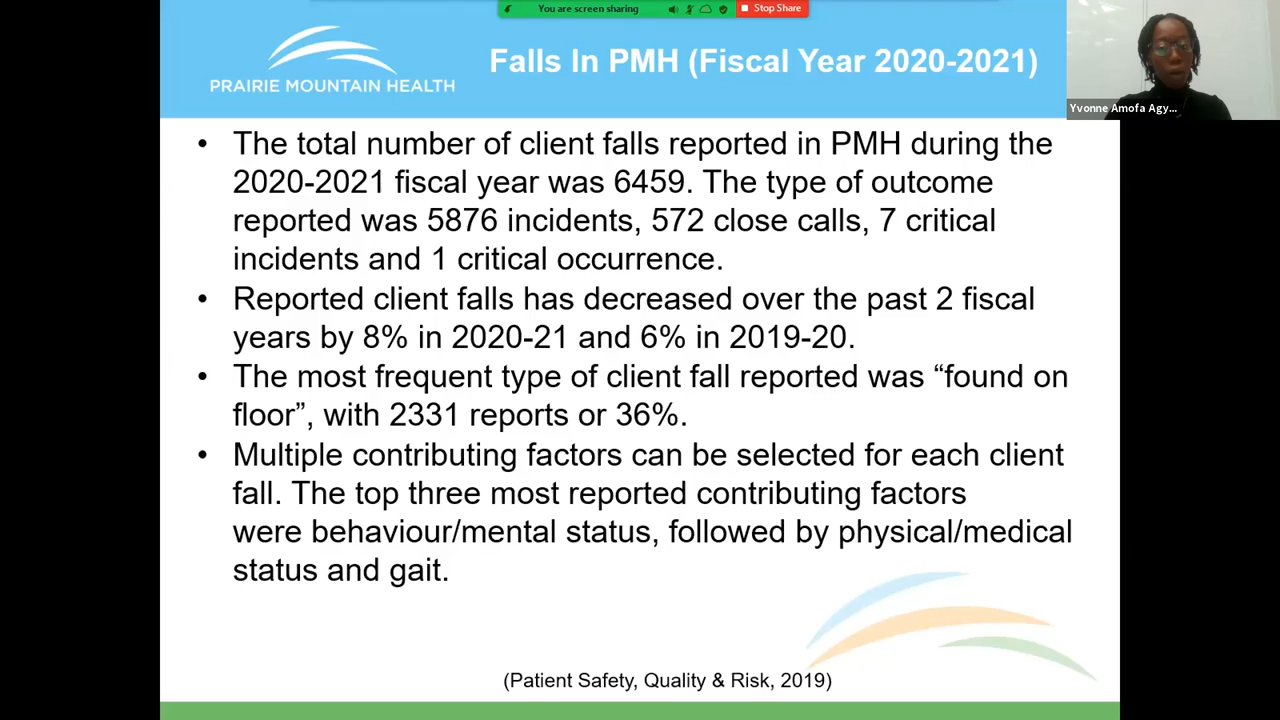 You are screen sharing
Stop Share
PRAIRIE MOUNTAIN HEALTH
Falls In PMH (Fiscal Year 2020-2021)
Yvonne Amofa Agy...
• The total number of client falls reported in PMH during the
2020-2021 fiscal year was 6459. The type of outcome
reported was 5876 incidents, 572 close calls, 7 critical
incidents and 1 critical occurrence.
• Reported client falls has decreased over the past 2 fiscal
years by 8% in 2020-21 and 6% in 2019-20.
• The most frequent type of client fall reported was “found on
floor”, with 2331 reports or 36%.
• Multiple contributing factors can be selected for each client
fall. The top three most reported contributing factors
were behaviour/mental status, followed by physical/medical
status and gait.
(Patient Safety, Quality & Risk, 2019)